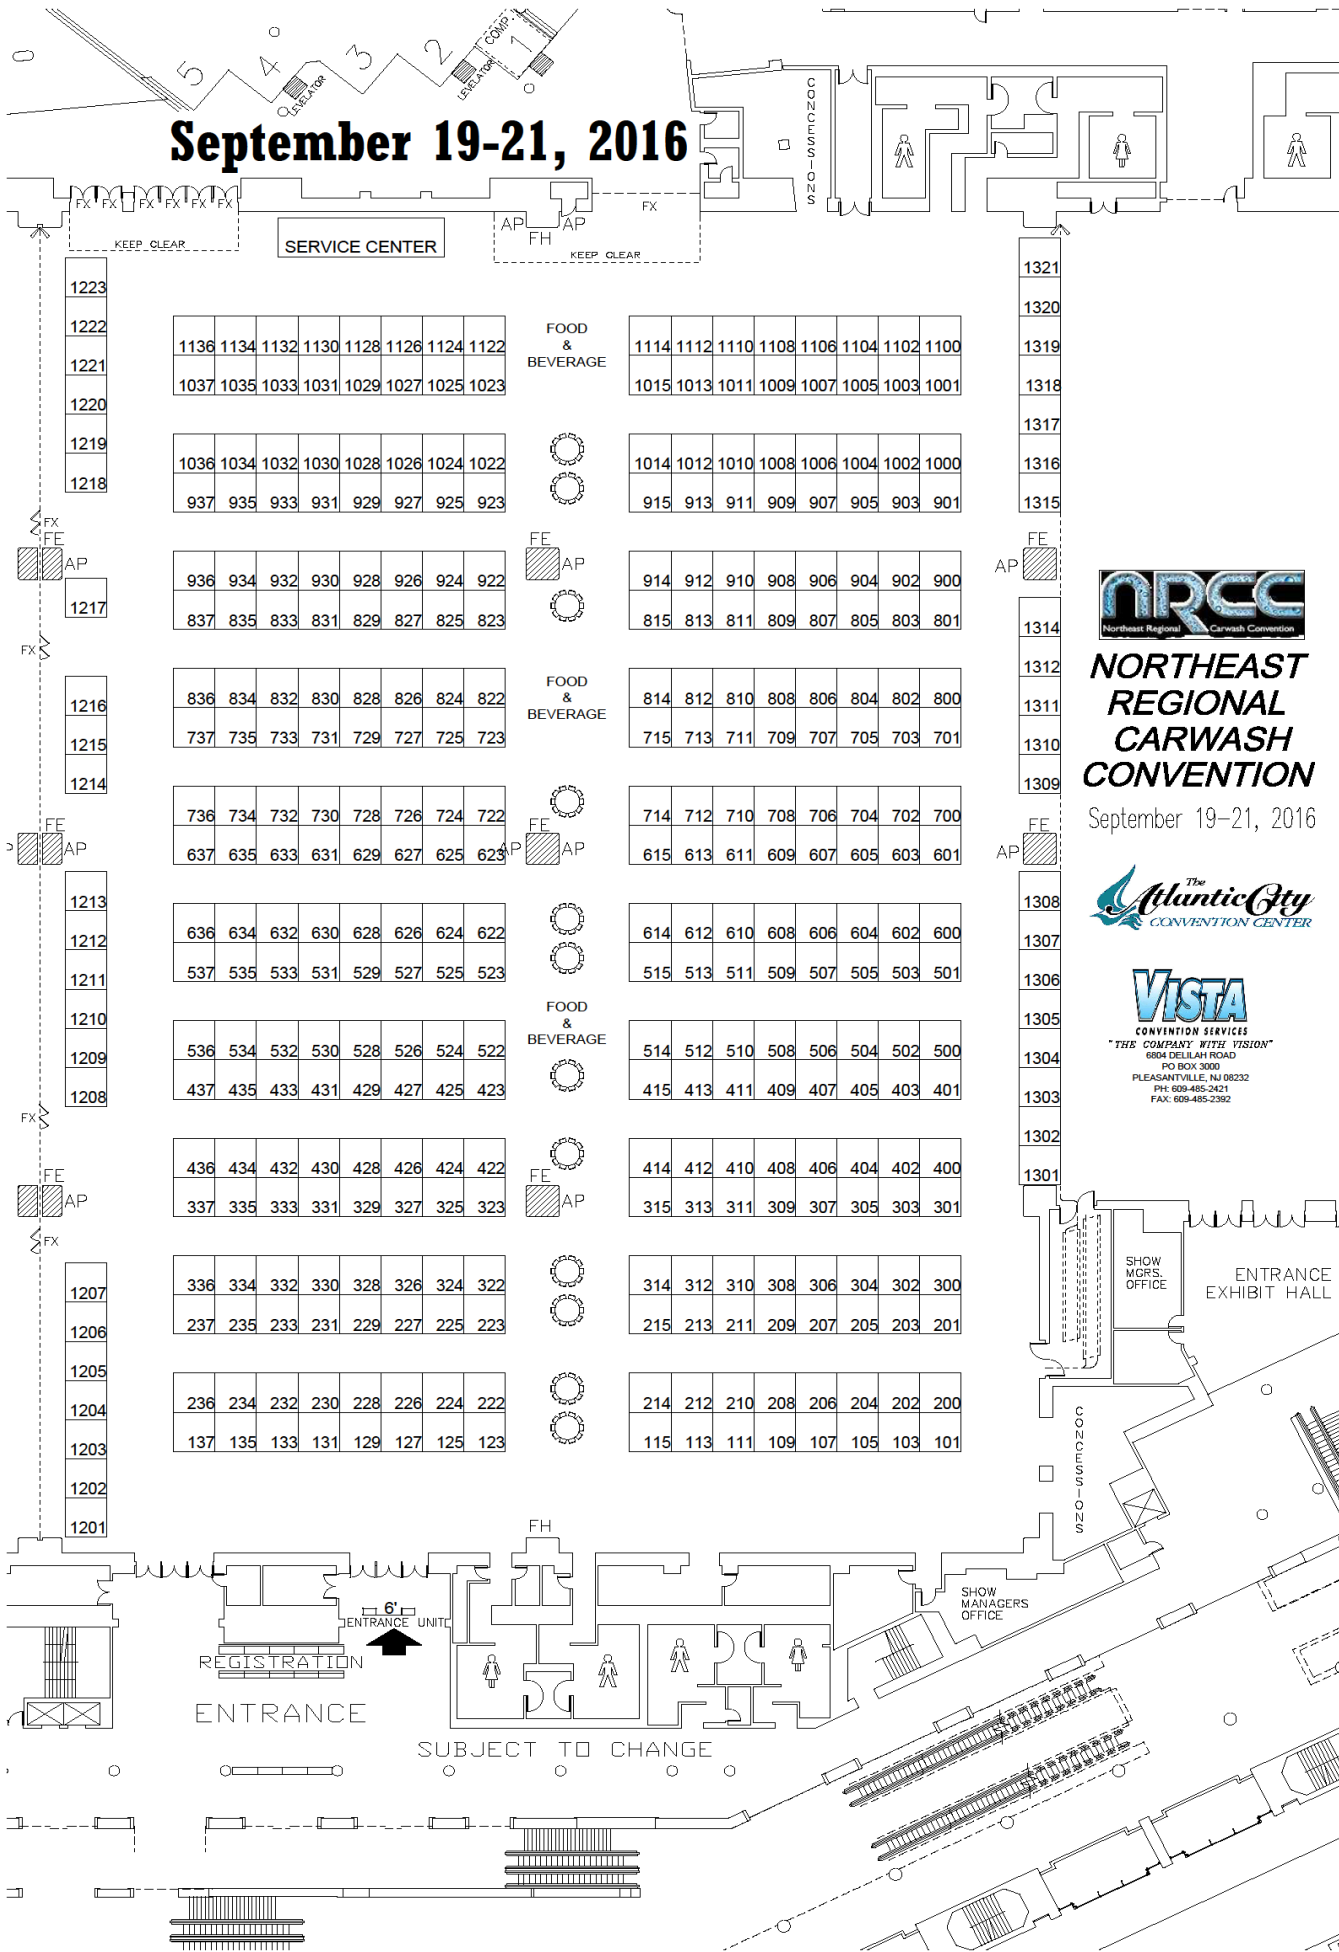 5 4 3 2 COMP. 1
LEVELATOR LEVELATOR
CONCESSIONS
September 19-21, 2016
FX FX FX FX FX FX
FX
AP AP
FH
KEEP CLEAR
SERVICE CENTER
KEEP CLEAR
1223
1222
1221
1220
1219
1218
1321
1320
1319
1318
1317
1316
1315
1136 1134 1132 1130 1128 1126 1124 1122
1037 1035 1033 1031 1029 1027 1025 1023
FOOD
&
BEVERAGE
1114 1112 1110 1108 1106 1104 1102 1100
1015 1013 1011 1009 1007 1005 1003 1001
1036 1034 1032 1030 1028 1026 1024 1022
937 935 933 931 929 927 925 923
1014 1012 1010 1008 1006 1004 1002 1000
915 913 911 909 907 905 903 901
FX
FE
AP
FE
AP
FE
AP
1217
936 934 932 930 928 926 924 922
837 835 833 831 829 827 825 823
914 912 910 908 906 904 902 900
815 813 811 809 807 805 803 801
FX
1314
1312
1311
1310
1309
1216
1215
1214
836 834 832 830 828 826 824 822
737 735 733 731 729 727 725 723
FOOD
&
BEVERAGE
814 812 810 808 806 804 802 800
715 713 711 709 707 705 703 701
736 734 732 730 728 726 724 722
637 635 633 631 629 627 625 623
714 712 710 708 706 704 702 700
615 613 611 609 607 605 603 601
FE
AP
FE
AP AP
FE
AP
NRCC
Northeast Regional Carwash Convention
NORTHEAST
REGIONAL
CARWASH
CONVENTION
September 19-21, 2016
The
Atlantic City
CONVENTION CENTER
VISTA
CONVENTION SERVICES
"THE COMPANY WITH VISION"
6804 DELILAH ROAD
PO BOX 3000
PLEASANTVILLE, NJ 08232
PH: 609-485-2421
FAX: 609-485-2392
1213
1212
1211
1210
1209
1208
1308
1307
1306
1305
1304
1303
1302
1301
636 634 632 630 628 626 624 622
537 535 533 531 529 527 525 523
614 612 610 608 606 604 602 600
515 513 511 509 507 505 503 501
FOOD
&
BEVERAGE
536 534 532 530 528 526 524 522
437 435 433 431 429 427 425 423
514 512 510 508 506 504 502 500
415 413 411 409 407 405 403 401
FX
436 434 432 430 428 426 424 422
337 335 333 331 329 327 325 323
414 412 410 408 406 404 402 400
315 313 311 309 307 305 303 301
FE
AP
FE
AP
FX
1207
1206
1205
1204
1203
1202
1201
336 334 332 330 328 326 324 322
237 235 233 231 229 227 225 223
314 312 310 308 306 304 302 300
215 213 211 209 207 205 203 201
236 234 232 230 228 226 224 222
137 135 133 131 129 127 125 123
214 212 210 208 206 204 202 200
115 113 111 109 107 105 103 101
SHOW
MGRS.
OFFICE
ENTRANCE
EXHIBIT HALL
CONCESSIONS
FH
SHOW
MANAGERS
OFFICE
6'
ENTRANCE UNIT
REGISTRATION
ENTRANCE
SUBJECT TO CHANGE